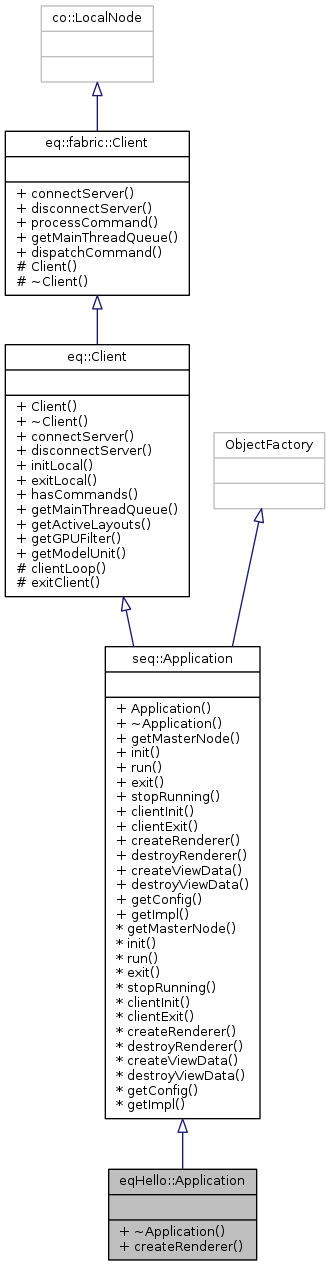 co::LocalNode
eq::fabric::Client
+ connectServer()
+ disconnectServer()
+ processCommand()
+ getMainThreadQueue()
+ dispatchCommand()
# Client()
# ~Client()
eq::Client
+ Client()
+ ~Client()
+ connectServer()
+ disconnectServer()
+ initLocal()
+ exitLocal()
+ hasCommands()
+ getMainThreadQueue()
+ getActiveLayouts()
+ getGPUFilter()
+ getModelUnit()
# clientLoop()
# exitClient()
ObjectFactory
seq::Application
+ Application()
+ ~Application()
+ getMasterNode()
+ init()
+ run()
+ exit()
+ stopRunning()
+ clientInit()
+ clientExit()
+ createRenderer()
+ destroyRenderer()
+ createViewData()
+ destroyViewData()
+ getConfig()
+ getImpl()
* getMasterNode()
* init()
* run()
* exit()
* stopRunning()
* clientInit()
* clientExit()
* createRenderer()
* destroyRenderer()
* createViewData()
* destroyViewData()
* getConfig()
* getImpl()
eqHello::Application
+ ~Application()
+ createRenderer()